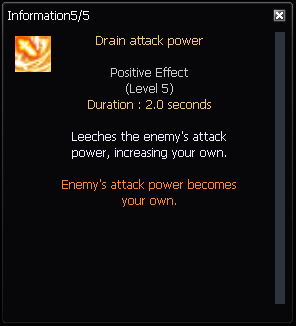 Information5/5
Drain attack power
Positive Effect
(Level 5)
Duration : 2.0 seconds
Leeches the enemy's attack
power, increasing your own.
Enemy's attack power becomes
your own.